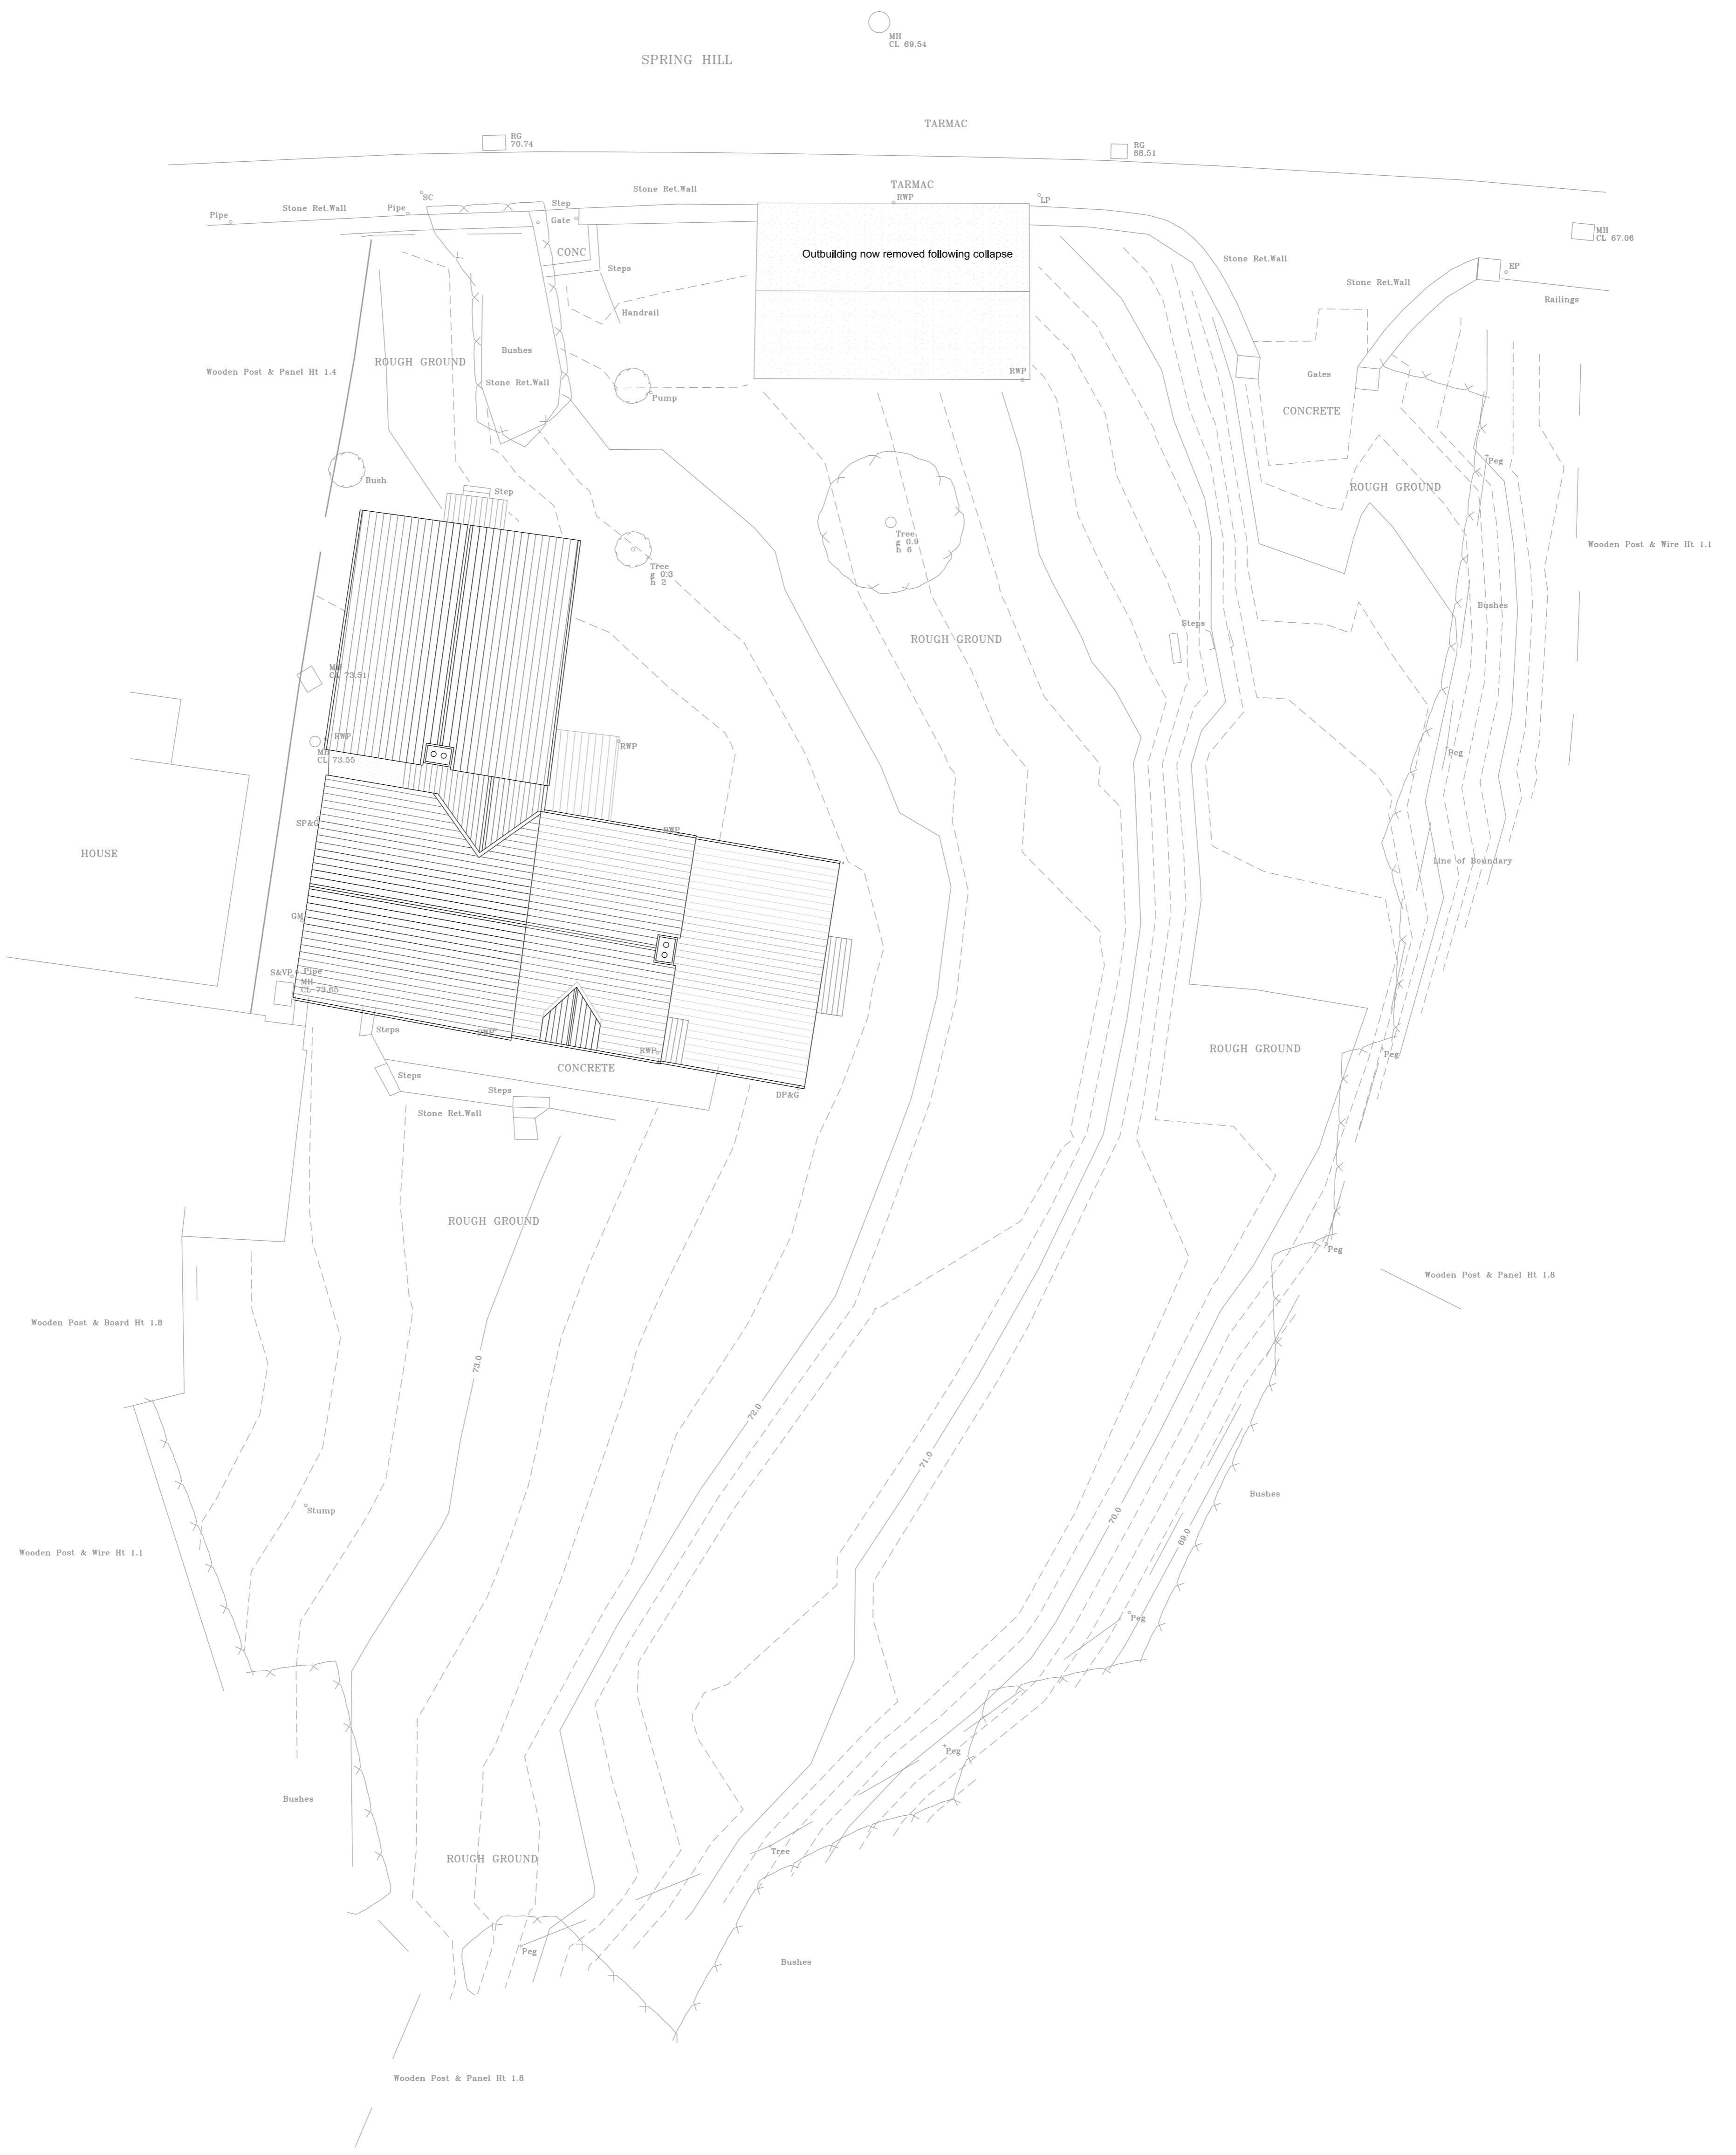 MH
CL 69.54
SPRING HILL
TARMAC
RG
70.74
RG
68.51
TARMAC
Stone Ret.Wall
SC
RWP
LP
Step
Pipe
Stone Ret.Wall
Pipe
Gate
MH
CL 67.06
CONC
Outbuilding now removed following collapse
Stone Ret.Wall
Steps
EP
Stone Ret.Wall
Railings
Handrail
Bushes
ROUGH GROUND
Wooden Post & Panel Ht 1.4
RWP
Gates
Stone Ret.Wall
Pump
CONCRETE
Peg
Bush
Step
ROUGH GROUND
Tree
g 0.9
h 6
Wooden Post & Wire Ht 1.1
Tree
g 0.3
h 2
Bushes
Steps
ROUGH GROUND
MH
CL 73.51
RWP
RWP
MH
CL 73.55
Peg
SP&G
RWP
HOUSE
Line of Boundary
GM
S&VP
Pipe
MH
CL 73.65
Steps
RWP
RWP
ROUGH GROUND
Peg
CONCRETE
Steps
Steps
DP&G
Stone Ret.Wall
ROUGH GROUND
Peg
Wooden Post & Panel Ht 1.8
Wooden Post & Board Ht 1.8
73.0
72.0
71.0
Bushes
Stump
70.0
69.0
Wooden Post & Wire Ht 1.1
Peg
Peg
Bushes
Tree
ROUGH GROUND
Peg
Bushes
Wooden Post & Panel Ht 1.8